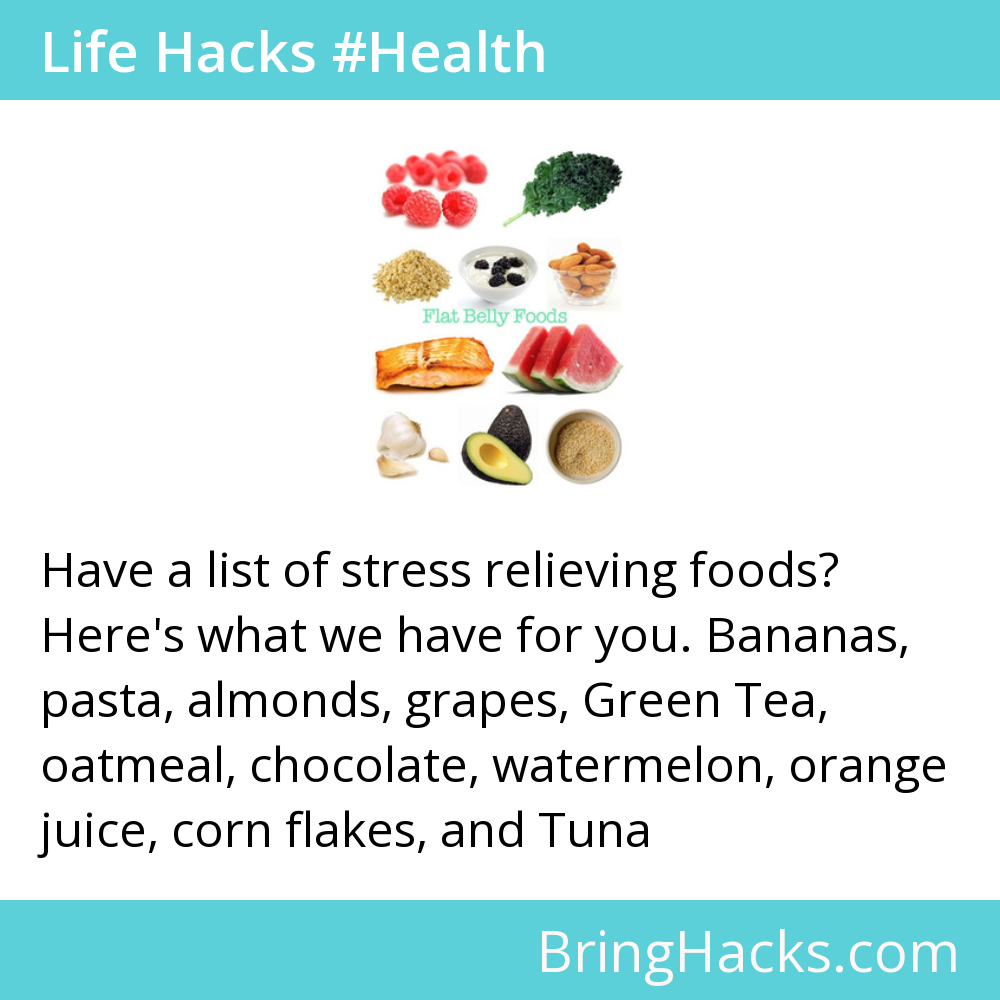 Life Hacks #Health
Flat Belly Foods
Have a list of stress relieving foods?
Here's what we have for you. Bananas,
pasta, almonds, grapes, Green Tea,
oatmeal, chocolate, watermelon, orange
juice, corn flakes, and Tuna
BringHacks.com